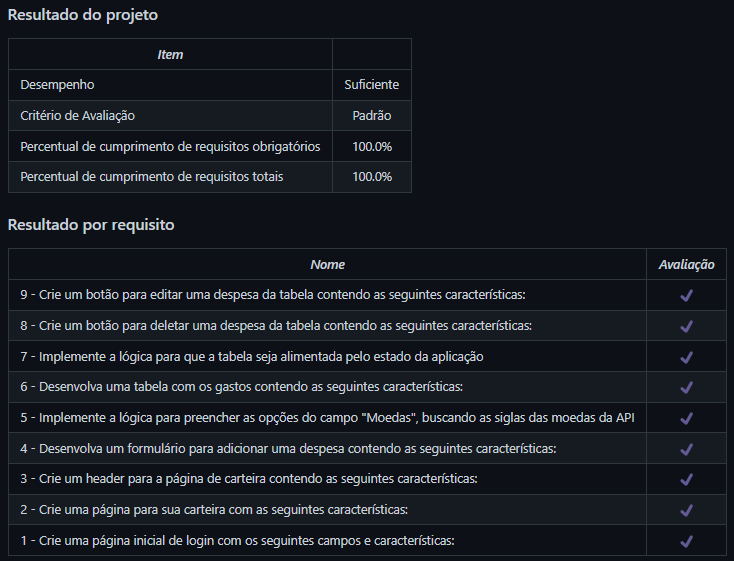 Resultado do projeto
Item
Desempenho Suficiente
Critério de Avaliação Padrão
Percentual de cumprimento de requisitos obrigatórios 100.0%
Percentual de cumprimento de requisitos totais 100.0%
Resultado por requisito
Nome Avaliação
9 - Crie um botão para editar uma despesa da tabela contendo as seguintes características: ✔
8 - Crie um botão para deletar uma despesa da tabela contendo as seguintes características: ✔
7 - Implemente a lógica para que a tabela seja alimentada pelo estado da aplicação ✔
6 - Desenvolva uma tabela com os gastos contendo as seguintes características: ✔
5 - Implemente a lógica para preencher as opções do campo "Moedas", buscando as siglas das moedas da API ✔
4 - Desenvolva um formulário para adicionar uma despesa contendo as seguintes características: ✔
3 - Crie um header para a página de carteira contendo as seguintes características: ✔
2 - Crie uma página para sua carteira com as seguintes características: ✔
1 - Crie uma página inicial de login com os seguintes campos e características: ✔